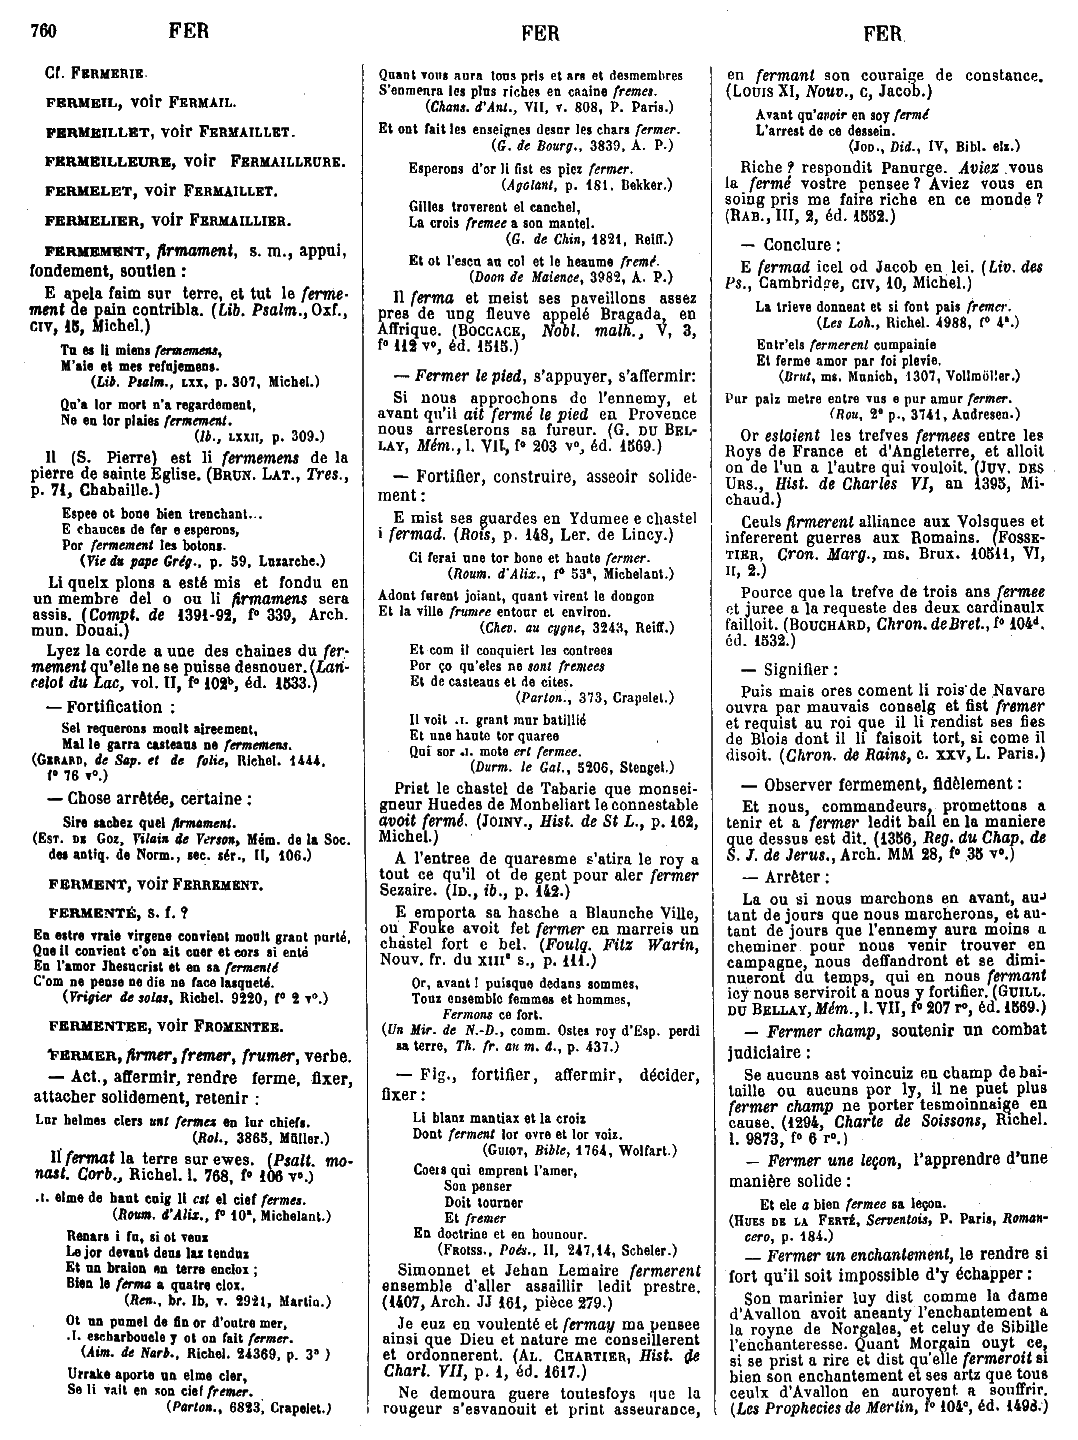 760 FER FER FER
Cf. FERMERIE.
FERMEIL, voir FERMAIL.
FERMEILLET, voir FERMAILLET.
FERMEILLEURE, voir FERMAILLEURE.
FERMELET, voir FERMAILLET.
FERMELIER, voir FERMAILLIER.
FERMEMENT, firmament, s. m., appui,
fondement, soutien :
E apela faim sur terre, et tut le ferme-
ment de pain contribla. (Lib. Psalm., Oxf.,
CIV, 15, Michel.)
Tu es li miens fermemens,
M'aie et mes refujemens.
(Lib. Psalm., LXX, p. 307, Michel.)
Qu'a lor mort n'a regardement,
Ne en lor plaies fermement.
(Ib., LXXII, p. 309.)
Il (S. Pierre) est li fermemens de la
pierre de sainte Eglise. (BRUN. LAT., Tres.,
p. 71, Chabaille.)
Espee ot bone bien trenchant...
E chauces de fer e esperons,
Por fermement les botons.
(Vie du pape Grég., p. 59, Luzarche.)
Li quelx plons a esté mis et fondu en
un membre del o ou li firmamens sera
assis. (Compt. de 1391-92, f° 339, Arch.
mun. Douai.)
Lyez la corde a une des chaines du fer-
mement qu'elle ne se puisse desnouer. (Lan-
celot du Lac, vol. II, f° 102b, éd. 1533.)
— Fortification :
Sel requerons moult aireement,
Mal le garra casteaus ne fermemens.
(GERARD, de Sap. et de folie, Richel. 1444,
f° 76 v°.)
— Chose arrêtée, certaine :
Sire sachez quel firmament.
(EST. DE GOZ, Vilain de Verson, Mém. de la Soc.
des antiq. de Norm., sec. sér., II, 106.)
FERMENT, voir FERREMENT.
FERMENTÉ, s. f. ?
En estre vraie virgene convient moult grant purté,
Que il convient c'on ait cuer et cors si enté
En l'amor Jhesucrist et en sa fermenté
C'om ne pense ne die ne face lasqueté.
(Vrigier de solas, Richel. 9220, f° 2 v°.)
FERMENTEE, voir FROMENTEE.
FERMER, firmer, fremer, frumer, verbe.
— Act., affermir, rendre ferme, fixer,
attacher solidement, retenir :
Lur helmes clers unt fermez en lur chiefs.
(Rol., 3865, Müller.)
Il fermat la terre sur ewes. (Psalt. mo-
nast. Corb., Richel. l. 768, f° 106 v°.)
.I. elme de haut cuig li est el cief fermes.
(Roum. d'Alix., f° 10a, Michelant.)
Renars i fu, si ot veux
Le jor devant deus laz tenduz
Et un braion en terre enclox ;
Bien le ferma a quatre clox.
(Ren., br. Ib, v. 2921, Martin.)
Ot un pumel de fin or d'outre mer,
.I. escharboucle y ot on fait fermer.
(Aim. de Narb., Richel. 24369, p. 3a )
Urrake aporte un elme cler,
Se li vait en son cief fremer.
(Parton., 6823, Crapelet.)
Quant vous aura tous pris et ars et desmembres
S'enmenra les plus riches en caaine fremes.
(Chans. d'Ant., VII, v. 808, P. Paris.)
Et ont fait les enseignes desur les chars fermer.
(G. de Bourg., 3839, A. P.)
Esperons d'or li fist es piez fermer.
(Agolant, p. 181, Bekker.)
Gilles troverent el canchel,
La crois fremee a son mantel.
(G. de Chin, 1821, Reiff.)
Et ot l'escu au col et le heaume fremé.
(Doon de Maience, 3982, A. P.)
Il ferma et meist ses paveillons assez
pres de ung fleuve appelé Bragada, en
Affrique. (BOCCACE, Nobl. malh., V, 3,
f° 112 v°, éd. 1515.)
— Fermer le pied, s'appuyer, s'affermir:
Si nous approchons de l'ennemy, et
avant qu'il ait fermé le pied en Provence
nous arresterons sa fureur. (G. DU BEL-
LAY, Mém., l. VII, f° 203 v°, éd. 1569.)
— Fortifier, construire, asseoir solide-
ment :
E mist ses guardes en Ydumee e chastel
i fermad. (Rois, p. 148, Ler. de Lincy.)
Ci ferai une tor bone et haute fermer.
(Roum. d'Alix., f° 53a, Michelant.)
Adont furent joiant, quant virent le dongon
Et la ville frumee entour et environ.
(Chev. au cygne, 3243, Reiff.)
Et com il conquiert les contrees
Por ço qu'eles ne sont fremees
Et de casteaus et de cites.
(Parton., 373, Crapelet.)
Il voit .I. grant mur batillié
Et une haute tor quaree
Qui sor .I. mote ert fermee.
(Durm. le Gal., 5206, Stengel.)
Priet le chastel de Tabarie que monsei-
gneur Huedes de Monbeliart le connestable
avoit fermé. (JOINV., Hist. de St L., p. 162,
Michel.)
A l'entree de quaresme s'atira le roy a
tout ce qu'il ot de gent pour aler fermer
Sezaire. (ID., ib., p. 142.)
E emporta sa hasche a Blaunche Ville,
ou Fouke avoit fet fermer en marreis un
chastel fort e bel. (Foulq. Fitz Warin,
Nouv. fr. du XIIIe s., p. 111.)
Or, avant ! puisque dedans sommes,
Touz ensemble femmes et hommes,
Fermons ce fort.
(Un Mir. de N.-D., comm. Ostes roy d'Esp. perdi
sa terre, Th. fr. au m. â., p. 437.)
— Fig., fortifier, affermir, décider,
fixer :
Li blanz mantiax et la croiz
Dont ferment lor ovre et lor voiz.
(GUIOT, Bible, 1764, Wolfart.)
Coers qui emprent l'amer,
Son penser
Doit tourner
Et fremer
En doctrine et en hounour.
(FROISS., Poés., II, 247,14, Scheler.)
Simonnet et Jehan Lemaire fermerent
ensemble d'aller assaillir ledit prestre.
(1407, Arch. JJ 161, pièce 279.)
Je euz en voulenté et fermay ma pensee
ainsi que Dieu et nature me conseillerent
et ordonnerent. (AL. CHARTIER, Hist. de
Charl. VII, p. 1, éd. 1617.)
Ne demoura guere toutesfoys que la
rougeur s'esvanouit et print asseurance,
en fermant son couraige de constance.
(LOUIS XI, Nouv., C, Jacob.)
Avant qu'avoir en soy fermé
L'arrest de ce dessein.
(JOD., Did., IV, Bibl. elz.)
Riche ? respondit Panurge. Aviez vous
la fermé vostre pensee ? Aviez vous en
soing pris me faire riche en ce monde ?
(RAB., III, 2, éd. 1552.)
— Conclure :
E fermad icel od Jacob en lei. (Liv. des
Ps., Cambridge, CIV, 10, Michel.)
La trieve donnent et si font pais fremer.
(Les Loh., Richel. 4988, f° 4a.)
Entr'els fermerent cumpainie
Et ferme amor par foi plevie.
(Brut, ms. Munich, 1307, Vollmöller.)
Pur paiz metre entre vus e pur amur fermer.
(Rou, 2e p., 3741, Andresen.)
Or estoient les trefves fermees entre les
Roys de France et d'Angleterre, et alloit
on de l'un a l'autre qui vouloit. (JUV. DES
URS., Hist. de Charles VI, an 1395, Mi-
chaud.)
Ceuls firmerent alliance aux Volsques et
infererent guerres aux Romains. (FOSSE-
TIER, Cron. Marg., ms. Brux. 10511, VI,
II, 2.)
Pource que la trefve de trois ans fermee
et juree a la requeste des deux cardinaulx
failloit. (BOUCHARD, Chron. de Bret., f° 104d,
éd. 1532.)
— Signifier :
Puis mais ores coment li rois de Navare
ouvra par mauvais conselg et fist fremer
et requist au roi que il li rendist ses fies
de Blois dont il li faisoit tort, si come il
disoit. (Chron. de Rains, c. XXV, L. Paris.)
— Observer fermement, fidèlement :
Et nous, commandeurs, promettons a
tenir et a fermer ledit bail en la maniere
que dessus est dit. (1356, Reg. du Chap. de
S. J. de Jerus., Arch. MM 28, f° 35 v°.)
— Arrêter :
La ou si nous marchons en avant, au-
tant de jours que nous marcherons, et au-
tant de jours que l'ennemy aura moins a
cheminer pour nous venir trouver en
campagne, nous deffandront et se dimi-
nueront du temps, qui en nous fermant
icy nous serviroit a nous y fortifier. (GUILL.
DU BELLAY, Mém., l. VII, f° 207 r°, éd. 1569.)
— Fermer champ, soutenir un combat
judiciaire :
Se aucuns ast voincuiz en champ de bai-
taille ou aucuns por ly, il ne puet plus
fermer champ ne porter tesmoinnaige en
cause. (1294, Charte de Soissons, Richel.
l. 9873, f° 6 r°.)
— Fermer une leçon, l'apprendre d'une
manière solide :
Et ele a bien fermee sa leçon.
(HUES DE LA FERTÉ, Serventois, P. Paris, Roman-
cero, p. 184.)
— Fermer un enchantement, le rendre si
fort qu'il soit impossible d'y échapper :
Son marinier luy dist comme la dame
d'Avallon avoit aneanty l'enchantement a
la royne de Norgales, et celuy de Sibille
l'enchanteresse. Quant Morgain ouyt ce,
si se prist a rire et dist qu'elle fermeroit si
bien son enchantement et ses artz que tous
ceulx d'Avallon en auroyent a souffrir.
(Les Prophecies de Merlin, f° 104c, éd. 1498.)